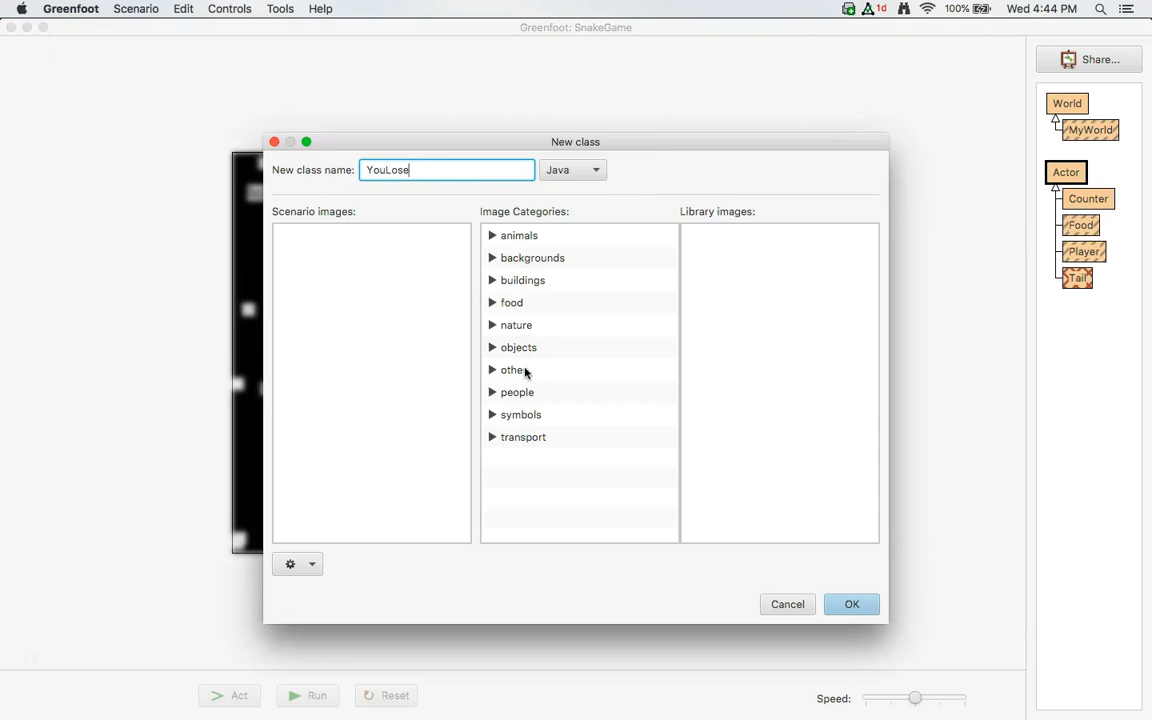 Greenfoot Scenario Edit Controls Tools Help 1d 100% Wed 4:44 PM
Greenfoot: SnakeGame
Share...
World
MyWorld
Actor
Counter
Food
Player
Tail
New class
New class name: YouLose Java
Scenario images: Image Categories: Library images:
animals
backgrounds
buildings
food
nature
objects
othe
people
symbols
transport
Cancel OK
Act Run Reset Speed: